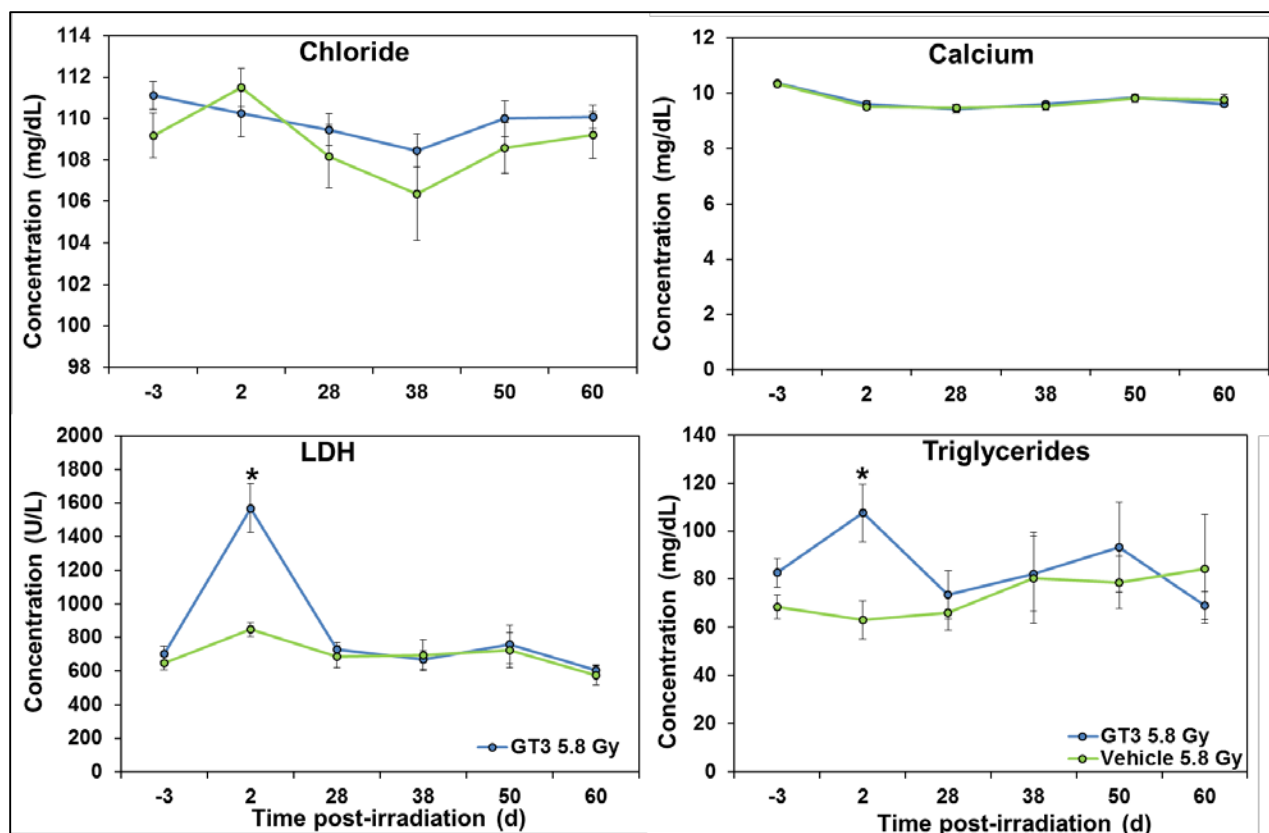 Chloride
Concentration (mg/dL)
114
112
110
108
106
104
102
100
98
-3 2 28 38 50 60
Calcium
Concentration (mg/dL)
12
10
8
6
4
2
0
-3 2 28 38 50 60
LDH
Concentration (U/L)
2000
1800
1600
1400
1200
1000
800
600
400
200
0
*
GT3 5.8 Gy
-3 2 28 38 50 60
Time post-irradiation (d)
Triglycerides
Concentration (mg/dL)
140
120
100
80
60
40
20
0
*
GT3 5.8 Gy
Vehicle 5.8 Gy
-3 2 28 38 50 60
Time post-irradiation (d)